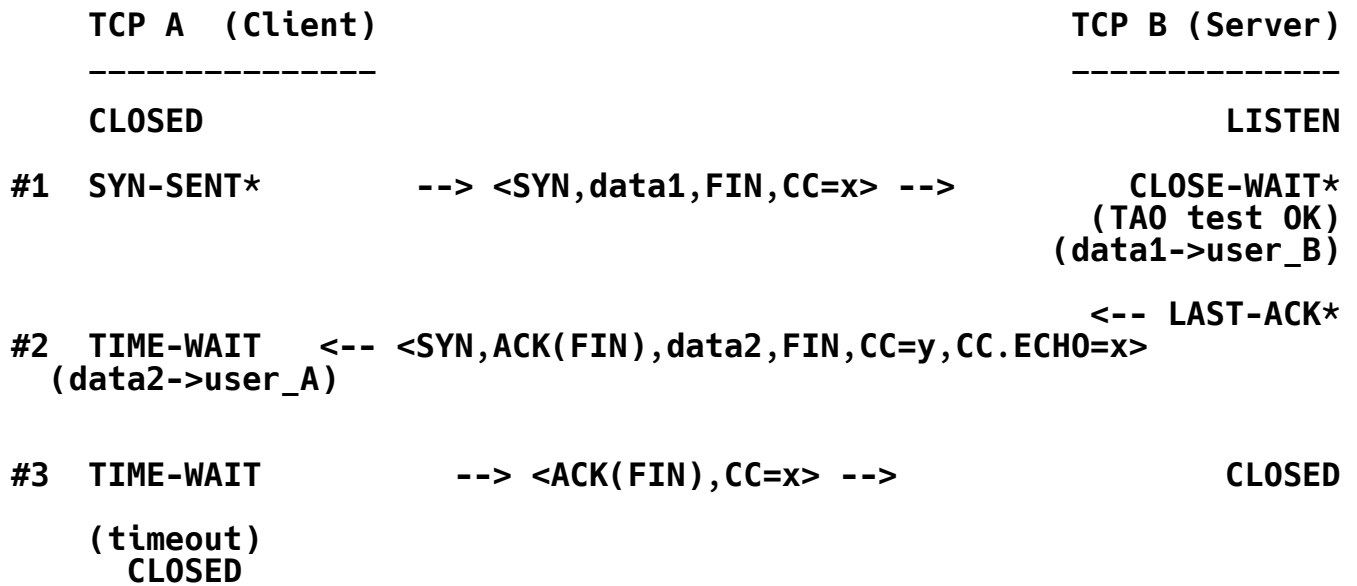 TCP A  (Client)                                    TCP B (Server)
_______________                                    ______________
CLOSED                                                     LISTEN
#1  SYN-SENT*        --> <SYN,data1,FIN,CC=x> -->         CLOSE-WAIT*
(TAO test OK)
(data1->user_B)
<-- LAST-ACK*
#2  TIME-WAIT   <-- <SYN,ACK(FIN),data2,FIN,CC=y,CC.ECHO=x>
(data2->user_A)
#3  TIME-WAIT          --> <ACK(FIN),CC=x> -->                 CLOSED
(timeout)
CLOSED